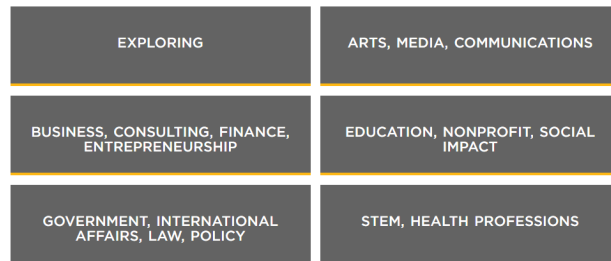 EXPLORING
ARTS, MEDIA, COMMUNICATIONS
BUSINESS, CONSULTING, FINANCE,
ENTREPRENEURSHIP
EDUCATION, NONPROFIT, SOCIAL
IMPACT
GOVERNMENT, INTERNATIONAL
AFFAIRS, LAW, POLICY
STEM, HEALTH PROFESSIONS